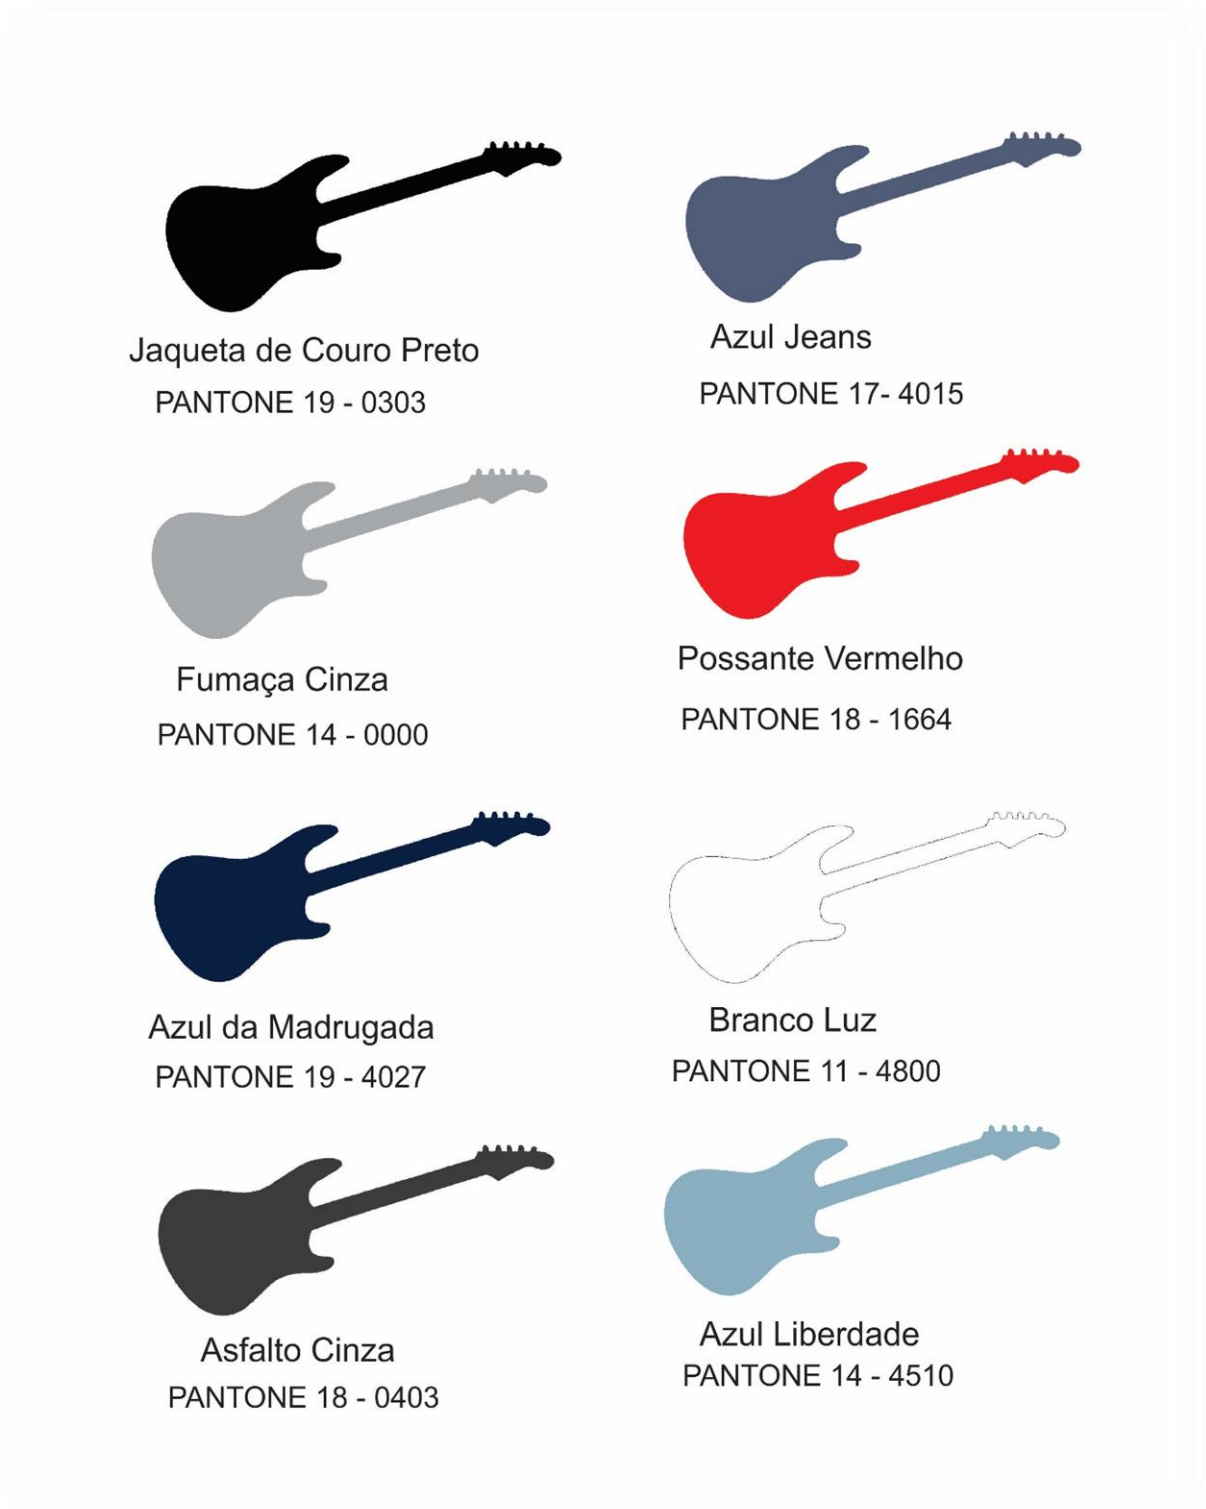 Jaqueta de Couro Preto
PANTONE 19 - 0303
Azul Jeans
PANTONE 17- 4015
Fumaça Cinza
PANTONE 14 - 0000
Possante Vermelho
PANTONE 18 - 1664
Azul da Madrugada
PANTONE 19 - 4027
Branco Luz
PANTONE 11 - 4800
Asfalto Cinza
PANTONE 18 - 0403
Azul Liberdade
PANTONE 14 - 4510